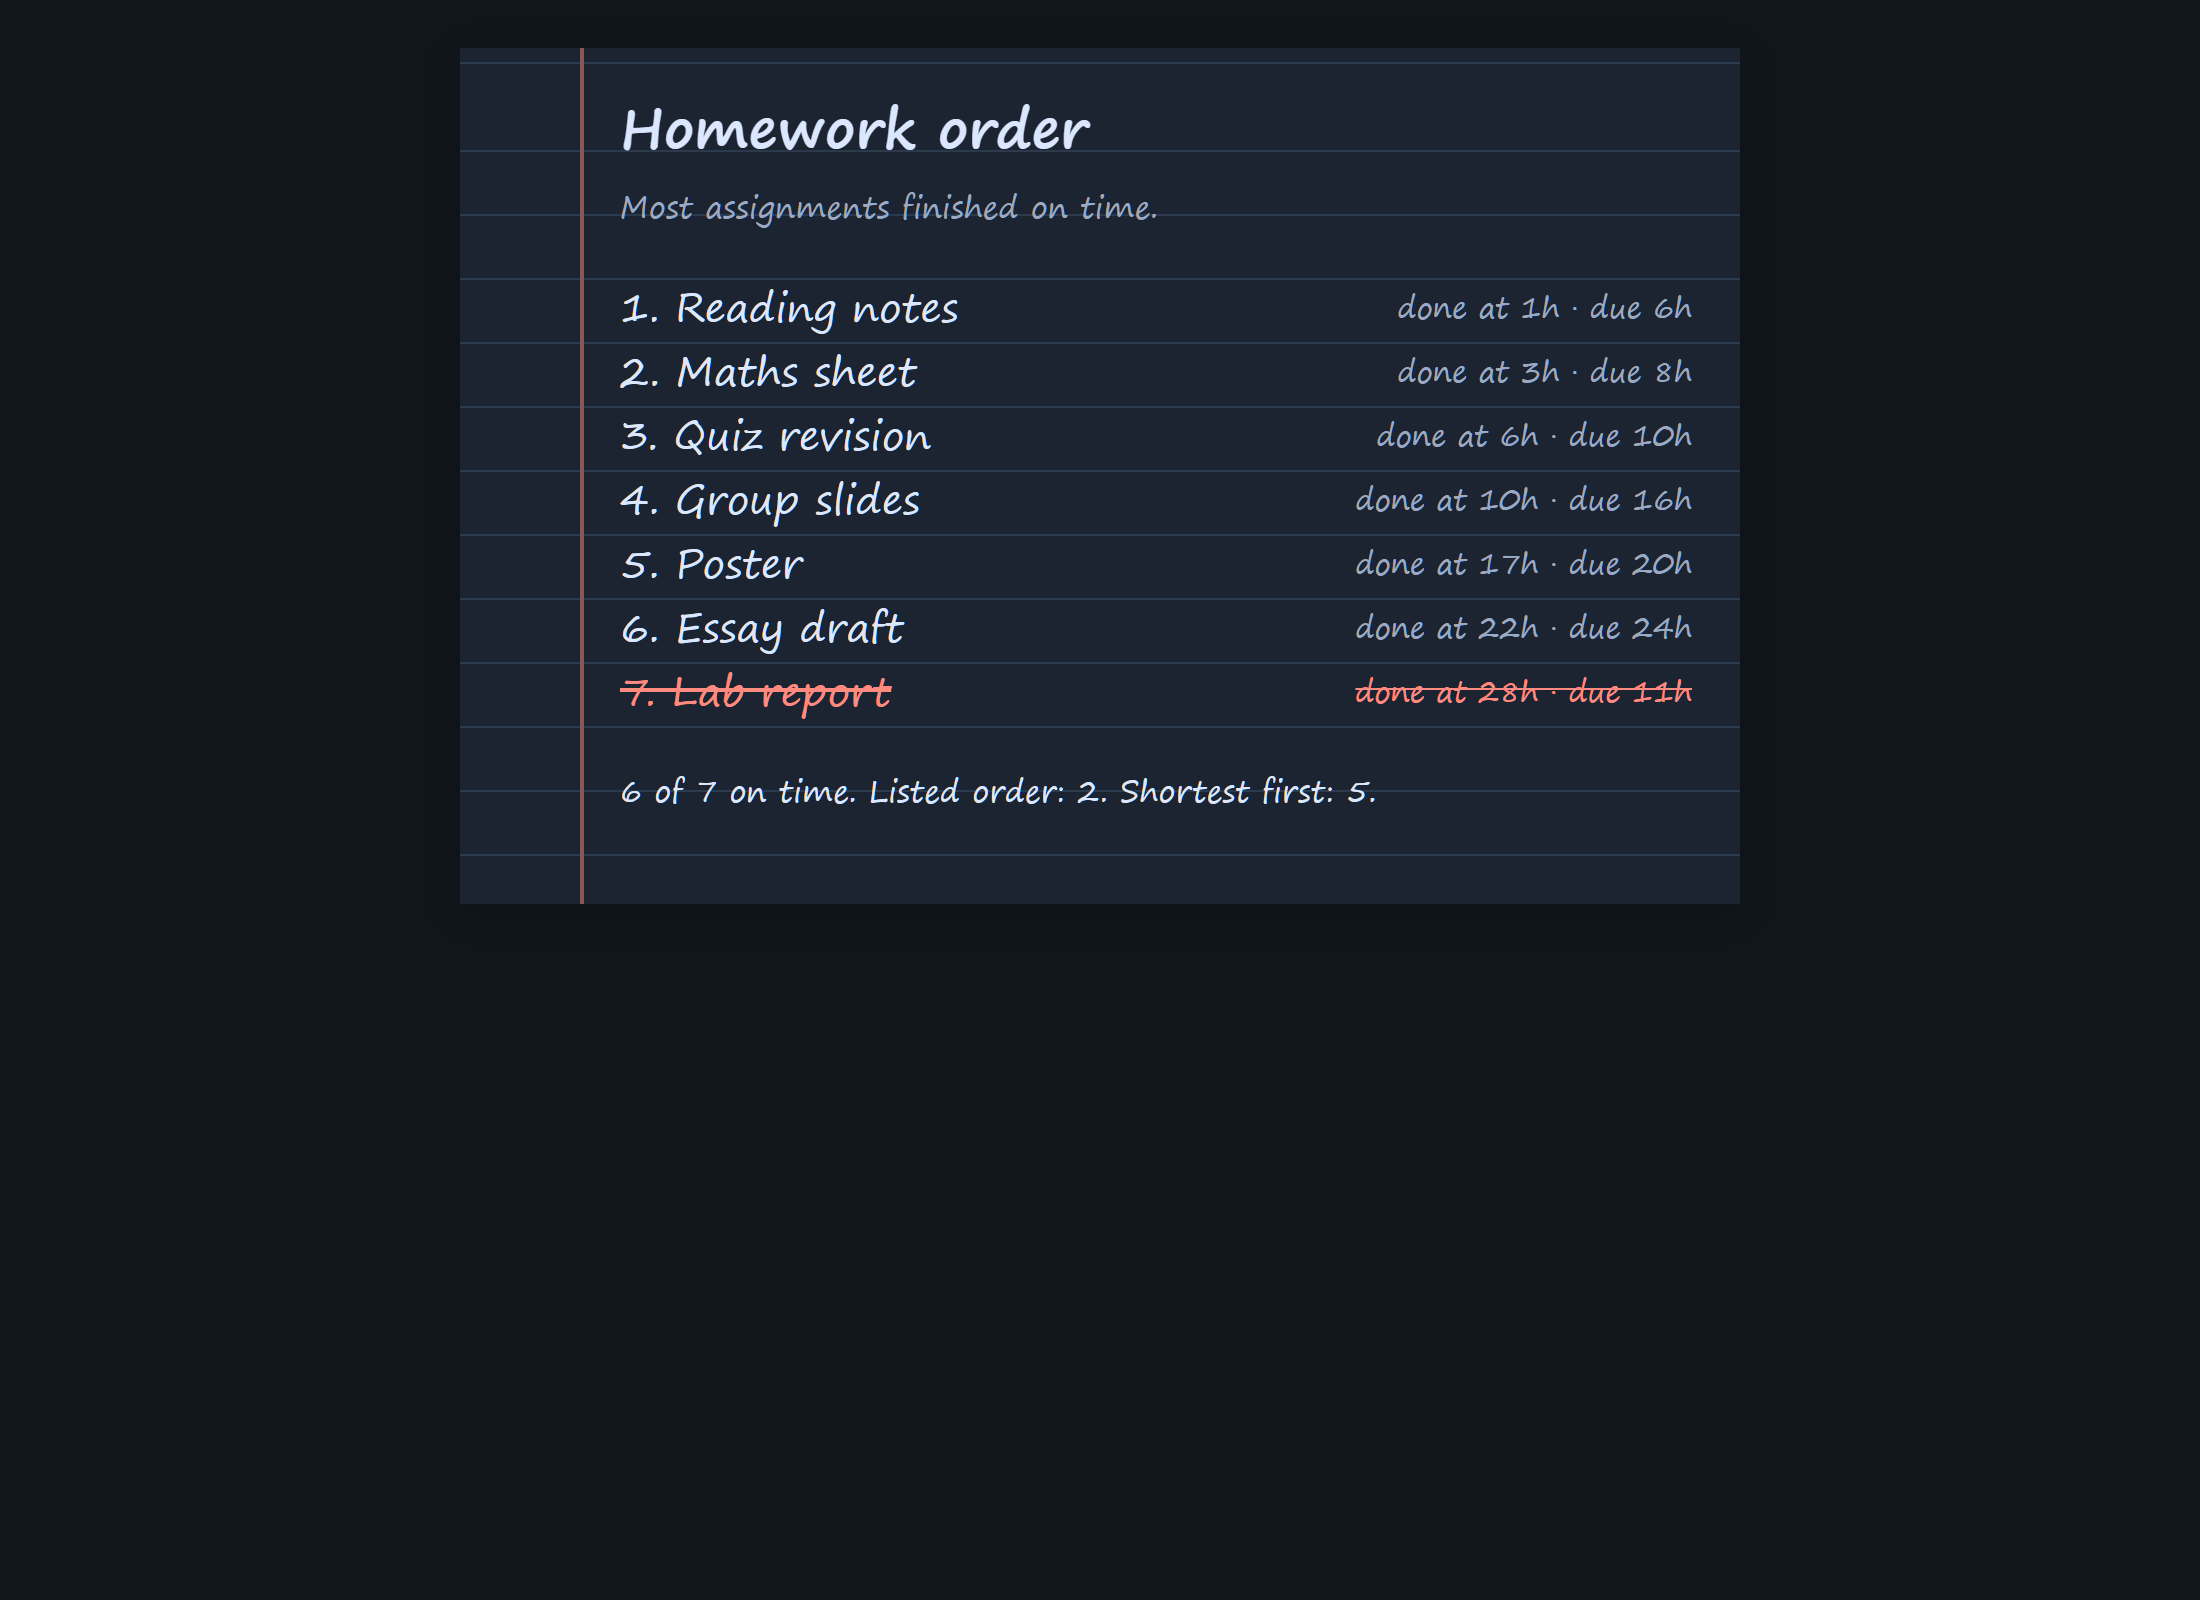 Homework order
Most assignments finished on time.
1. Reading notes done at 1h · due 6h
2. Maths sheet done at 3h · due 8h
3. Quiz revision done at 6h · due 10h
4. Group slides done at 10h · due 16h
5. Poster done at 17h · due 20h
6. Essay draft done at 22h · due 24h
7. Lab report done at 28h · due 11h
6 of 7 on time. Listed order: 2. Shortest first: 5.